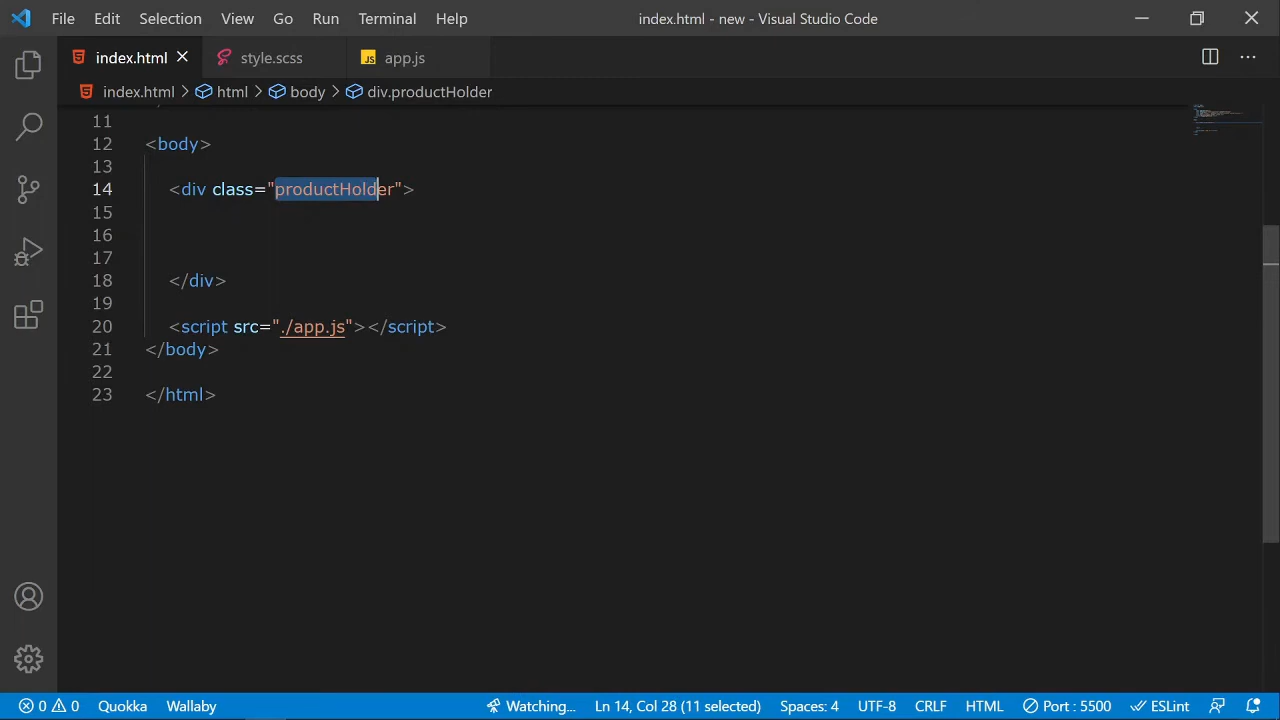 File Edit Selection View Go Run Terminal Help index.html - new - Visual Studio Code
index.html style.scss JS app.js
index.html > html > body > div.productHolder
11
12 <body>
13
14 <div class="productHolder">
15
16
17
18 </div>
19
20 <script src="./app.js"></script>
21 </body>
22
23 </html>
0 0 Quokka Wallaby Watching... Ln 14, Col 28 (11 selected) Spaces: 4 UTF-8 CRLF HTML Port : 5500 ESLint